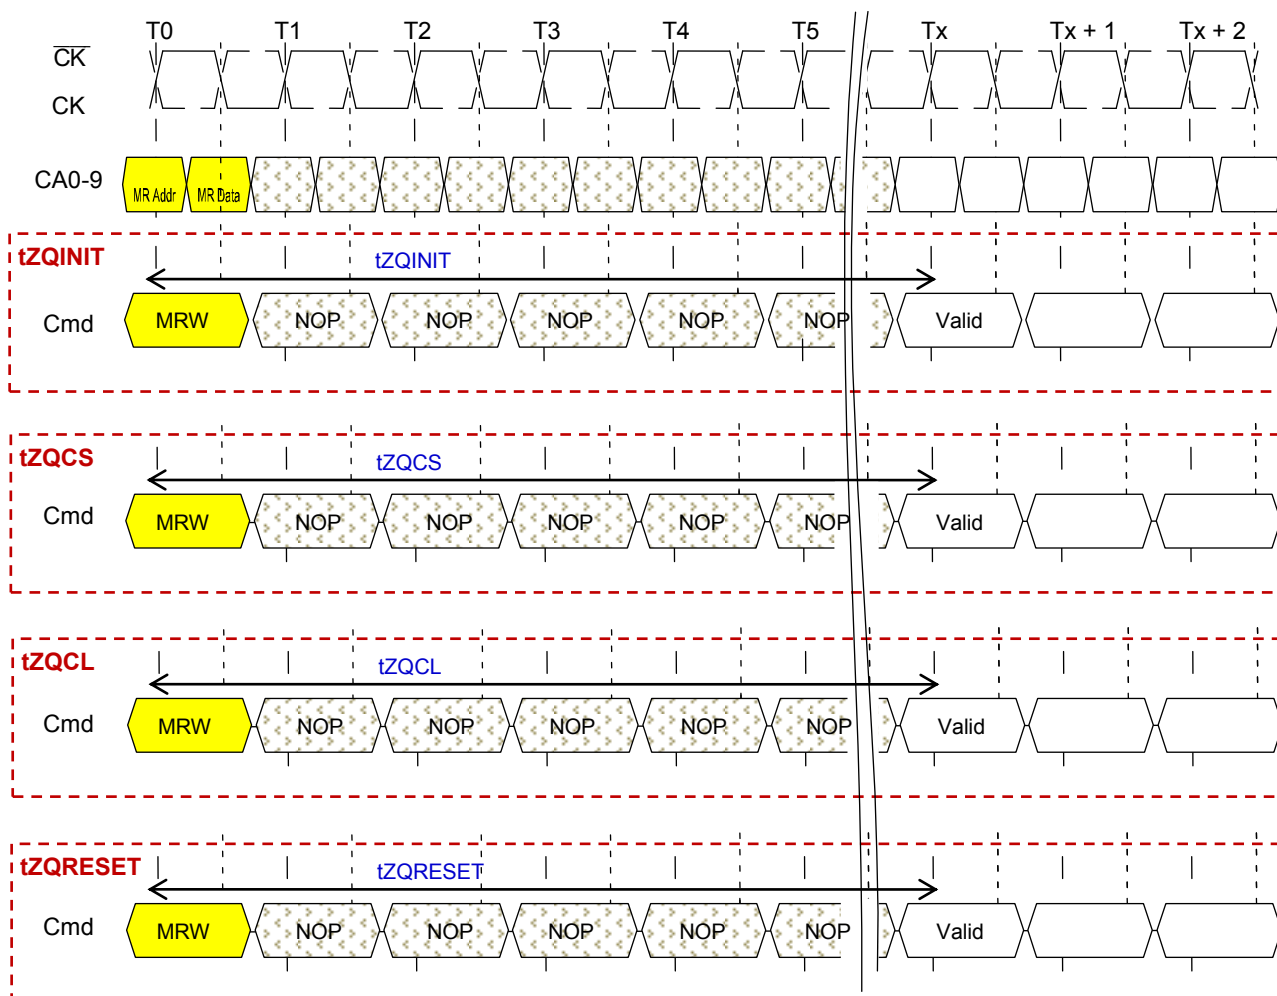 T0 T1 T2 T3 T4 T5 Tx Tx + 1 Tx + 2
CK
CK
CA0-9 MR Addr MR Data
tZQINIT
tZQINIT
Cmd MRW NOP NOP NOP NOP NOP Valid
tZQCS
tZQCS
Cmd MRW NOP NOP NOP NOP NOP Valid
tZQCL
tZQCL
Cmd MRW NOP NOP NOP NOP NOP Valid
tZQRESET
tZQRESET
Cmd MRW NOP NOP NOP NOP NOP Valid